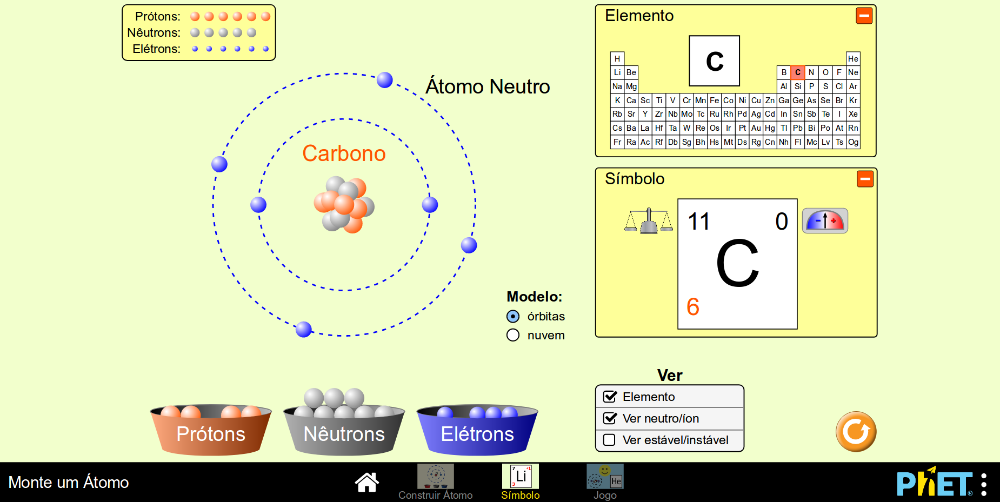 Prótons:
Nêutrons:
Elétrons:
Átomo Neutro
Carbono
Modelo:
órbitas
nuvem
Prótons
Nêutrons
Elétrons
Elemento
C
H He
Li Be B C N O F Ne
Na Mg Al Si P S Cl Ar
K Ca Sc Ti V Cr Mn Fe Co Ni Cu Zn Ga Ge As Se Br Kr
Rb Sr Y Zr Nb Mo Tc Ru Rh Pd Ag Cd In Sn Sb Te I Xe
Cs Ba La Hf Ta W Re Os Ir Pt Au Hg Tl Pb Bi Po At Rn
Fr Ra Ac Rf Db Sg Bh Hs Mt Ds Rg Cn Nh Fl Mc Lv Ts Og
Símbolo
11 0
- +
C
6
Ver
Elemento
Ver neutro/íon
Ver estável/instável
Monte um Átomo
Construir Átomo
7 +1
Li
3
Símbolo
He
Jogo
PhET®